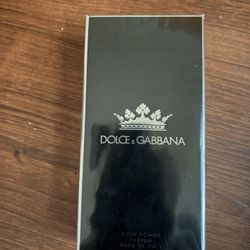 DOLCE & GABBANA
POUR HOMME
PARFUM
MADE IN ITALY